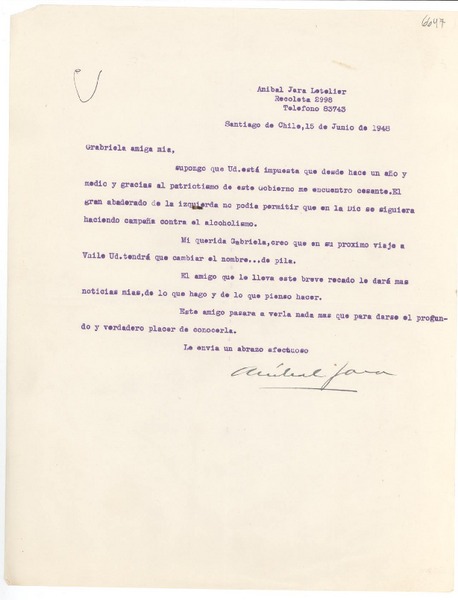 6647
Anibal Jara Letelier
Recoleta 2998
Telefono 83743
Santiago de Chile,15 de Junio de 1948
Grabriela amiga mia,
supongo que Ud.está impuesta que desde hace un año y
medic y gracias al patriotismo de este Gobierno me encuentro cesante.El
gran abaderado de la izquierda no podia permitir que en la Dic se siguiera
haciendo campaña contra el alcoholismo.
Mi querida Gabriela,creo que en su proximo viaje a
Vhile Ud.tendrá que cambiar el nombre...de pila.
El amigo que le lleva este breve recado le dará mas
noticias mias,de lo que hago y de lo que pienso hacer.
Este amigo pasara a verla nada mas que para darse el progun-
do y verdadero placer de conocerla.
Le envia un abrazo afectuoso
Anibal Jara